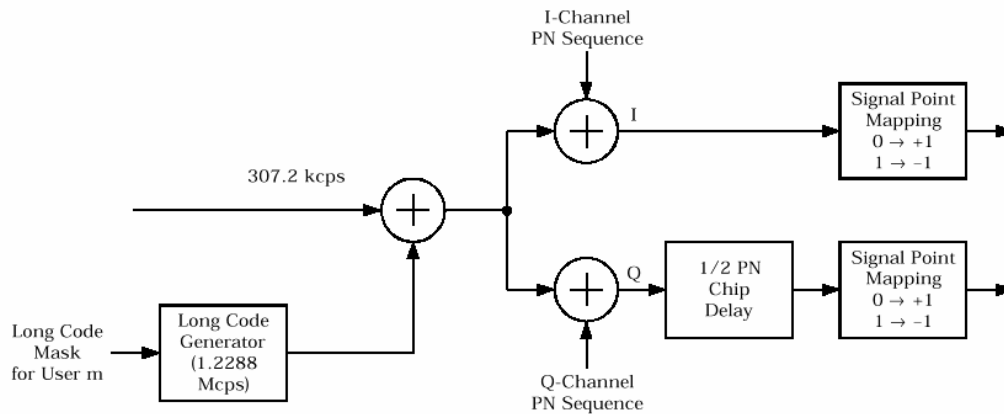 I-Channel
PN Sequence
I
Signal Point
Mapping
0 → +1
1 → –1
307.2 kcps
Long Code
Mask
for User m
Long Code
Generator
(1.2288
Mcps)
Q
1/2 PN
Chip
Delay
Signal Point
Mapping
0 → +1
1 → –1
Q-Channel
PN Sequence